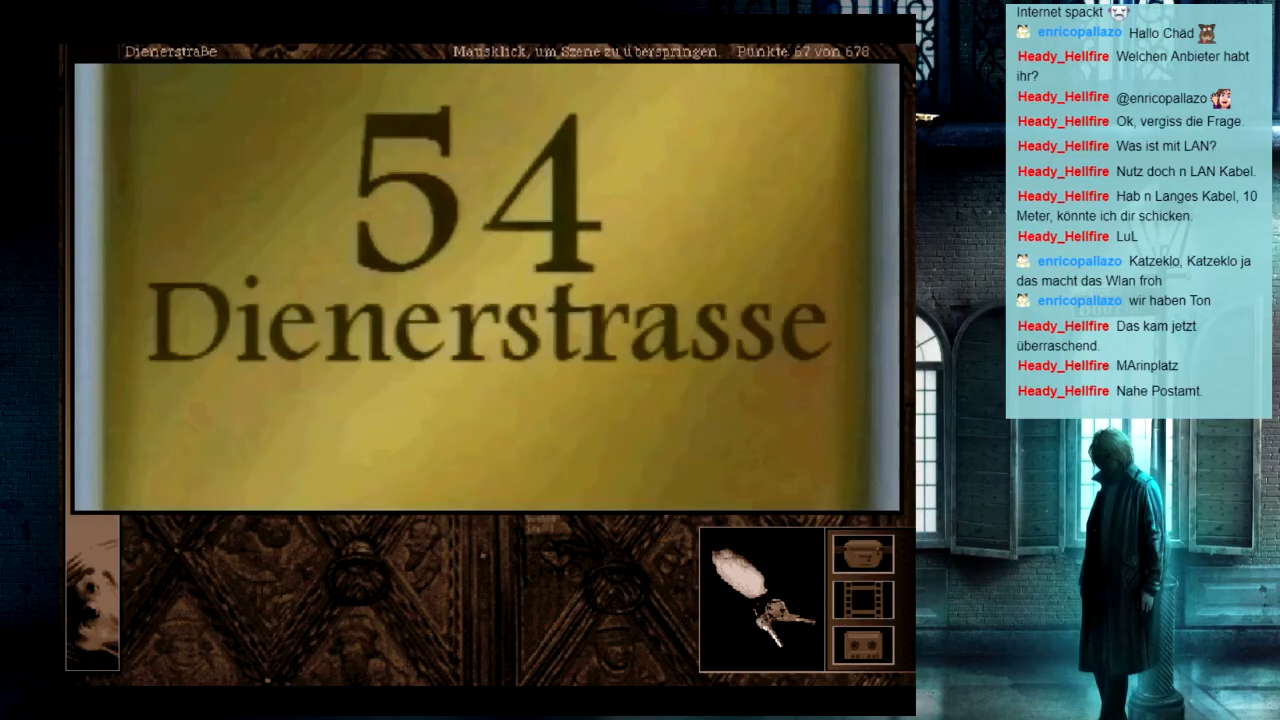 Dienerstraße
Mausklick, um Szene zu überspringen. Punkte 67 von 678
54
Dienerstrasse
Internet spackt
enricopallazo Hallo Chad
Heady_Hellfire Welchen Anbieter habt
ihr?
Heady_Hellfire @enricopallazo
Heady_Hellfire Ok, vergiss die Frage.
Heady_Hellfire Was ist mit LAN?
Heady_Hellfire Nutz doch n LAN Kabel.
Heady_Hellfire Hab n Langes Kabel, 10
Meter, könnte ich dir schicken.
Heady_Hellfire LuL
enricopallazo Katzeklo, Katzeklo ja
das macht das Wlan froh
enricopallazo wir haben Ton
Heady_Hellfire Das kam jetzt
überraschend.
Heady_Hellfire MArinplatz
Heady_Hellfire Nahe Postamt.